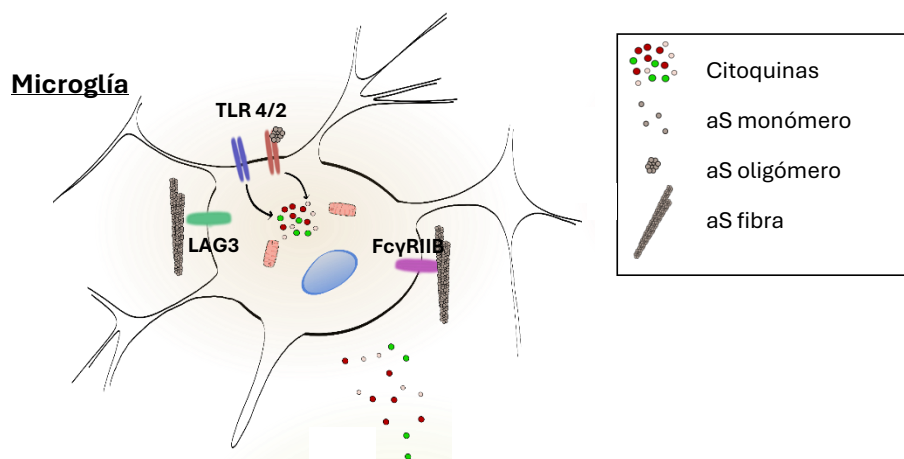 Microglía
TLR 4/2
LAG3
FcγRIIB
Citoquinas
aS monómero
aS oligómero
aS fibra